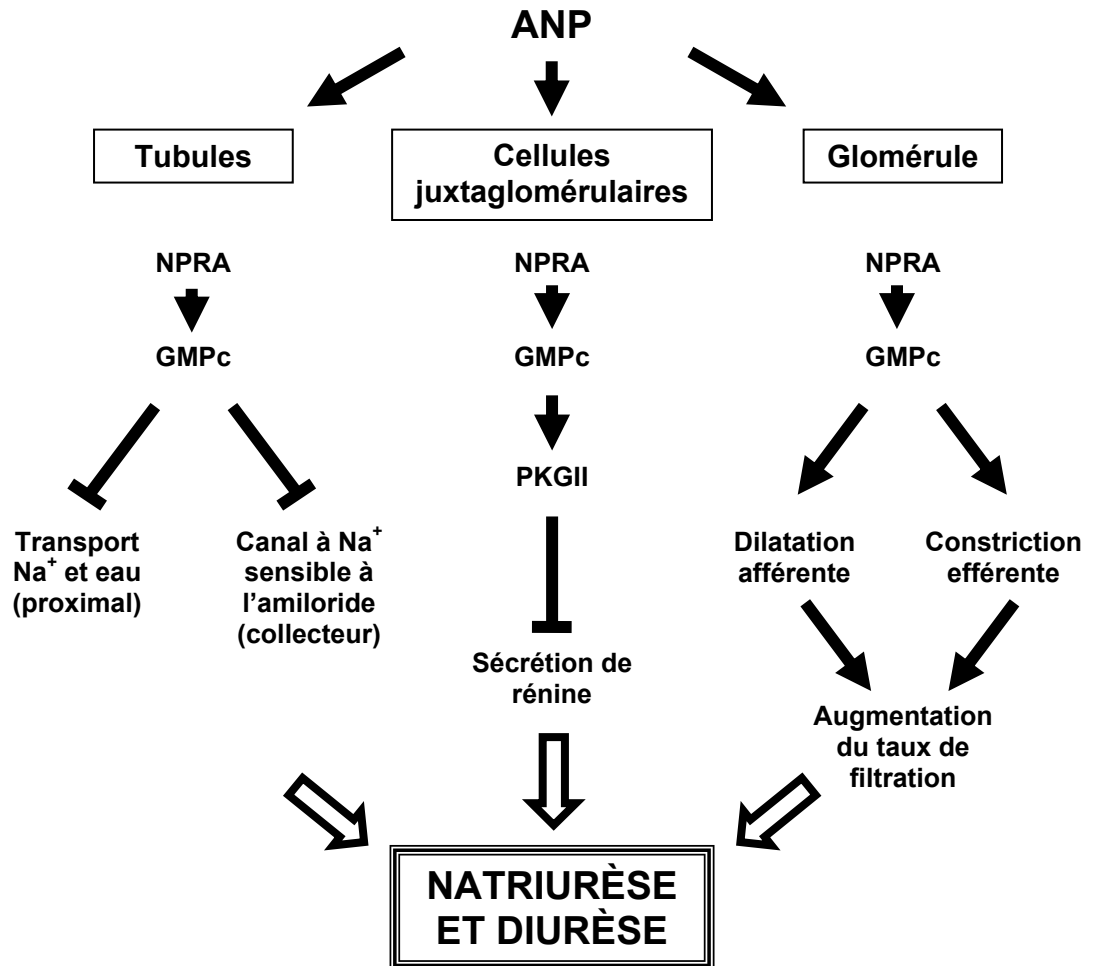 ANP
Tubules
Cellules
juxtaglomérulaires
Glomérule
NPRA
NPRA
NPRA
GMPc
GMPc
GMPc
PKGII
Transport
Na⁺ et eau
(proximal)
Canal à Na⁺
sensible à
l'amiloride
(collecteur)
Dilatation
afférente
Constriction
efférente
Sécrétion de
rénine
Augmentation
du taux de
filtration
NATRIURÈSE
ET DIURÈSE